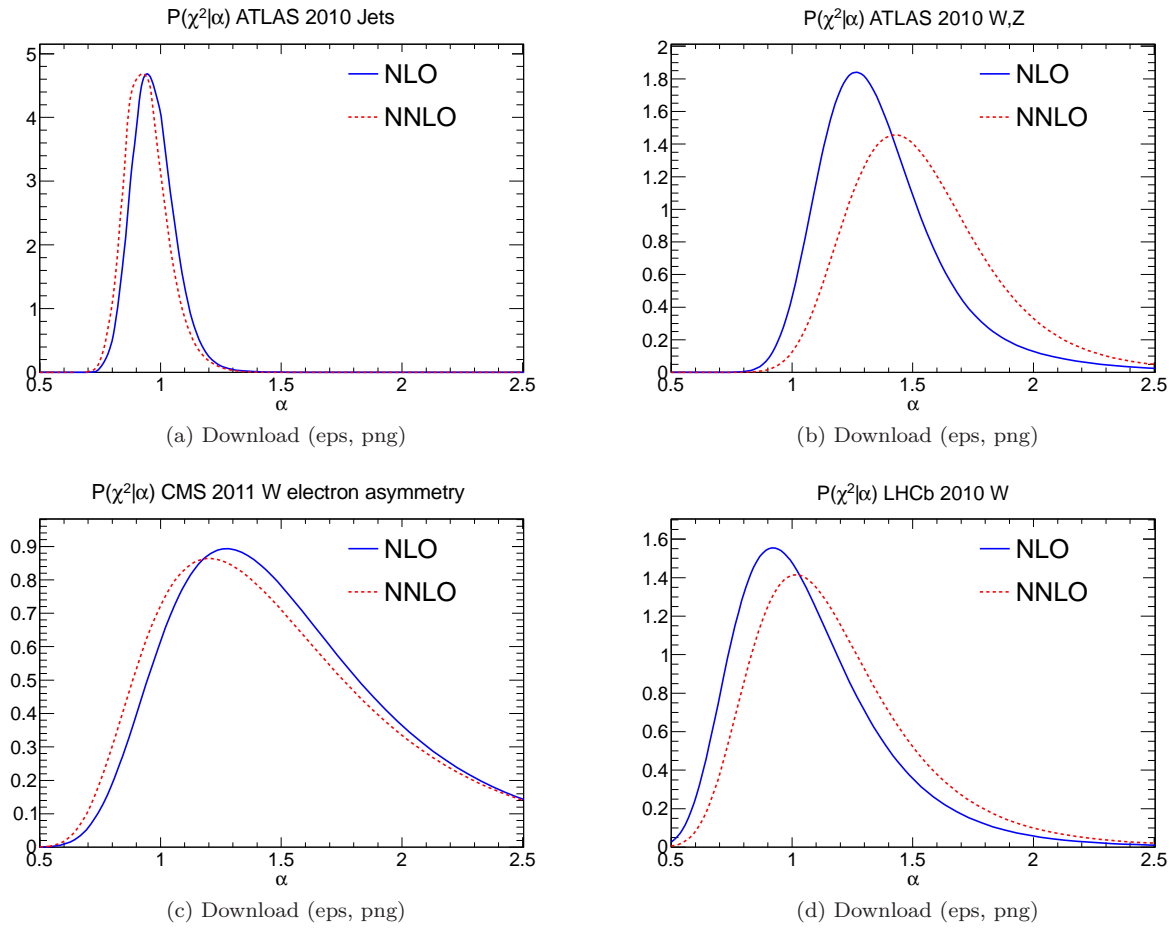 P(χ²|α) ATLAS 2010 Jets
NLO
NNLO
4
3
2
1
0
0.5 1 1.5 2 2.5
α
(a) Download (eps, png)
P(χ²|α) ATLAS 2010 W,Z
NLO
NNLO
2
1.8
1.6
1.4
1.2
1
0.8
0.6
0.4
0.2
0
0.5 1 1.5 2 2.5
α
(b) Download (eps, png)
P(χ²|α) CMS 2011 W electron asymmetry
NLO
NNLO
0.9
0.8
0.7
0.6
0.5
0.4
0.3
0.2
0.1
0
0.5 1 1.5 2 2.5
α
(c) Download (eps, png)
P(χ²|α) LHCb 2010 W
NLO
NNLO
1.6
1.4
1.2
1
0.8
0.6
0.4
0.2
0
0.5 1 1.5 2 2.5
α
(d) Download (eps, png)